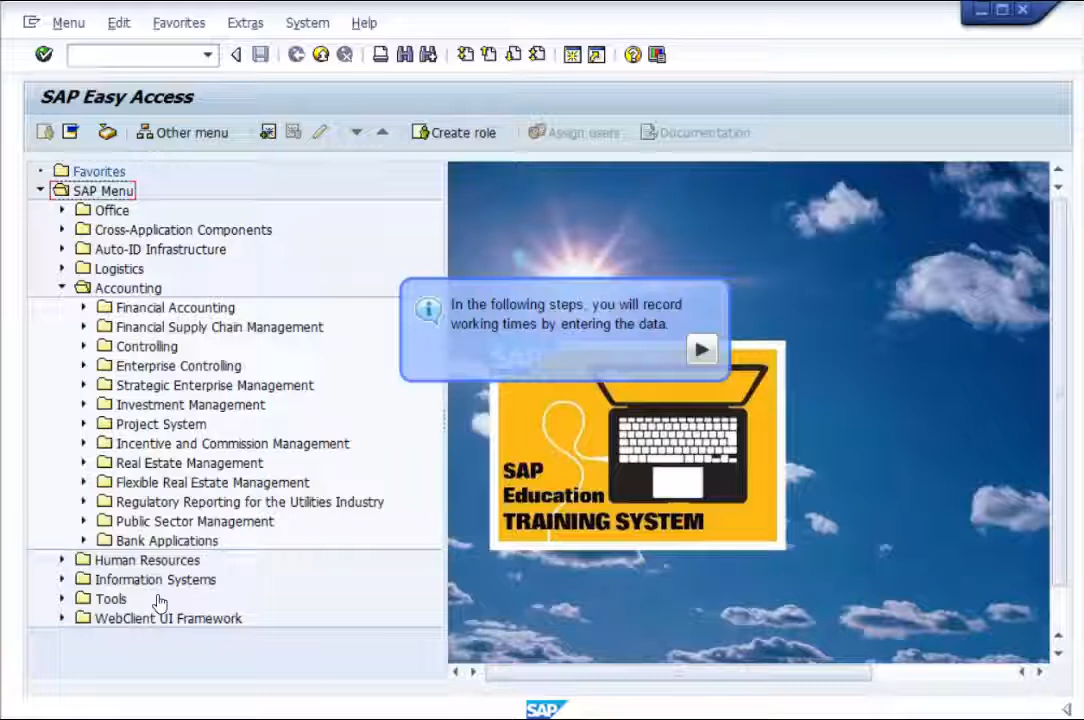 Menu Edit Favorites Extras System Help
SAP Easy Access
Other menu Create role Assign users Documentation
Favorites
SAP Menu
Office
Cross-Application Components
Auto-ID Infrastructure
Logistics
Accounting
Financial Accounting
Financial Supply Chain Management
Controlling
Enterprise Controlling
Strategic Enterprise Management
Investment Management
Project System
Incentive and Commission Management
Real Estate Management
Flexible Real Estate Management
Regulatory Reporting for the Utilities Industry
Public Sector Management
Bank Applications
Human Resources
Information Systems
Tools
WebClient UI Framework
In the following steps, you will record
working times by entering the data.
SAP
SAP
Education
TRAINING SYSTEM
SAP